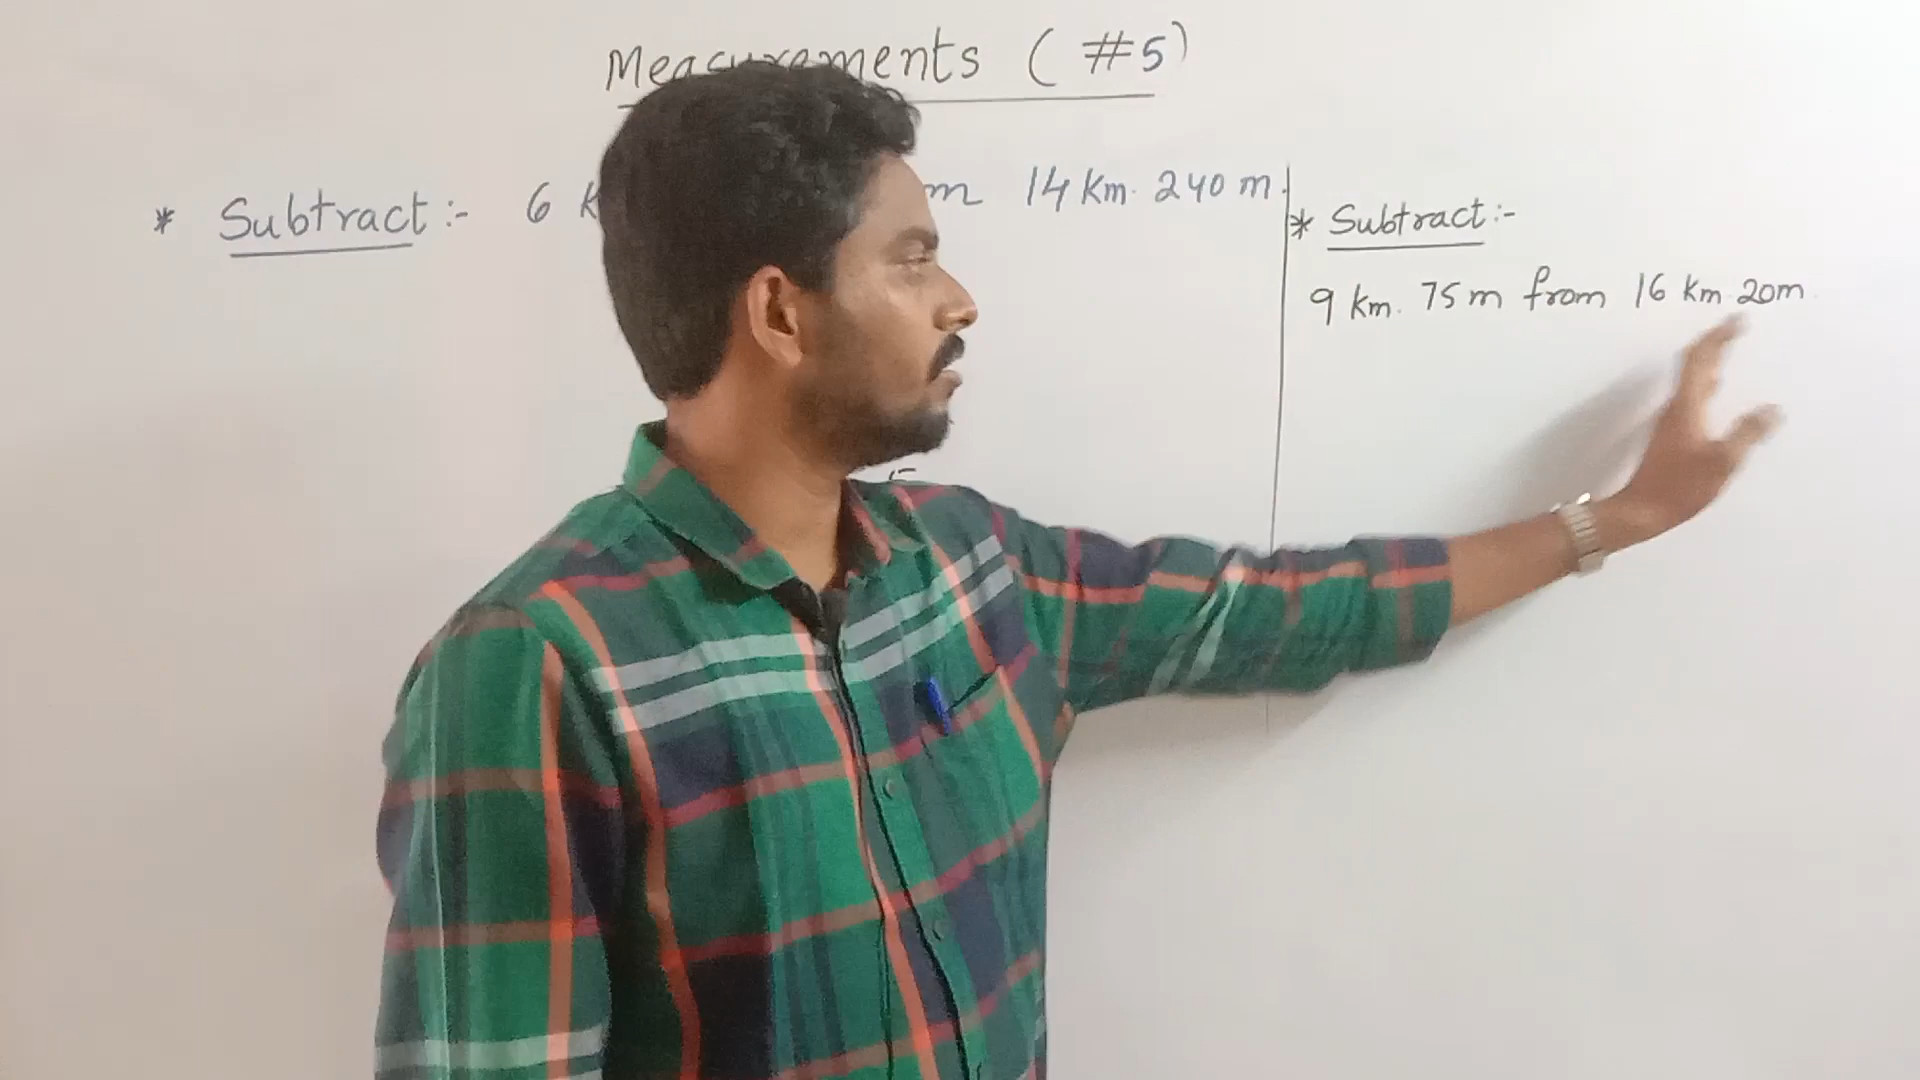 Measurements (#5)
* Subtract :- 6 m 14 Km. 240 m.
* Subtract :-
9 km. 75 m from 16 km 20m.